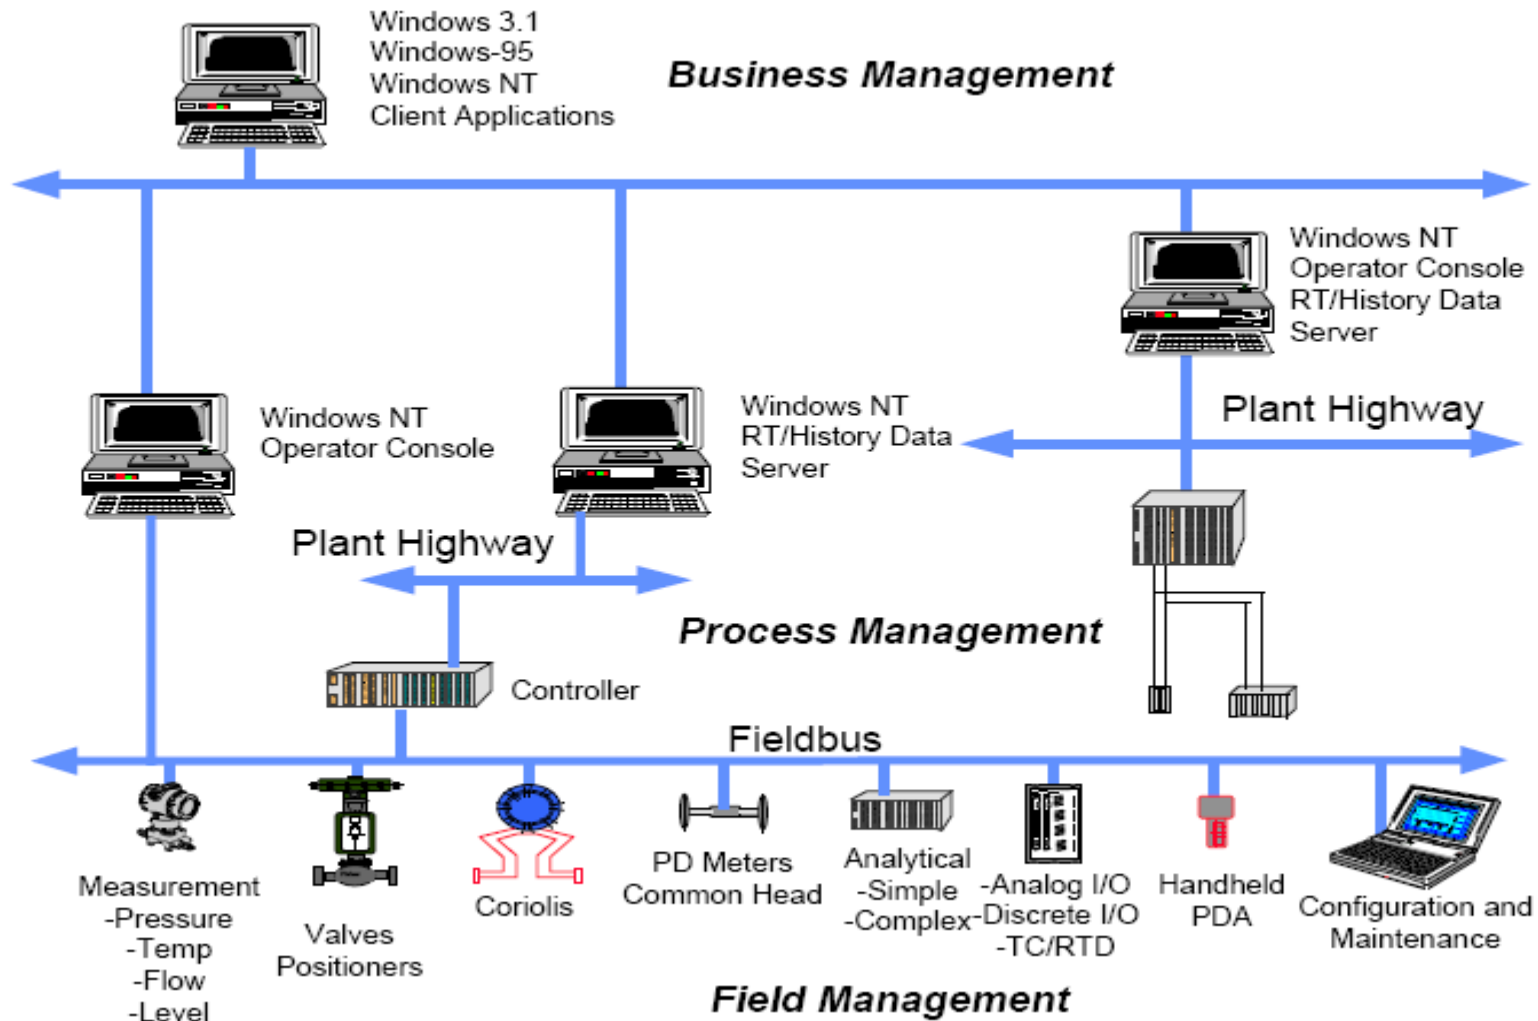 Windows 3.1
Windows-95
Windows NT
Client Applications
Business Management
Windows NT
Operator Console
RT/History Data
Server
Windows NT
Operator Console
Windows NT
RT/History Data
Server
Plant Highway
Plant Highway
Process Management
Controller
Fieldbus
Measurement
-Pressure
-Temp
-Flow
-Level
Valves
Positioners
Coriolis
PD Meters
Common Head
Analytical
-Simple
-Complex
-Analog I/O
-Discrete I/O
-TC/RTD
Handheld
PDA
Configuration and
Maintenance
Field Management